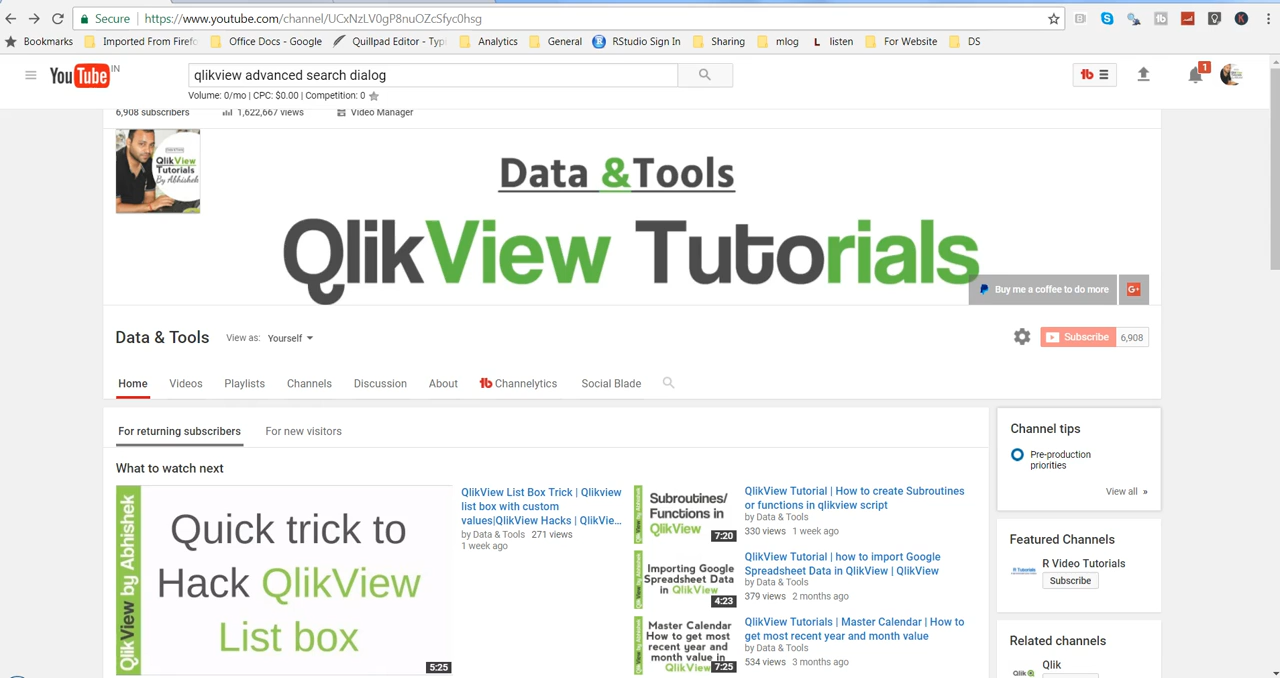 Secure https://www.youtube.com/channel/UCxNzLV0gP8nuOZcSfyc0hsg
Bookmarks Imported From Firefo Office Docs - Google Quillpad Editor - Typ Analytics General RStudio Sign In Sharing mlog listen For Website DS
YouTube IN
qlikview advanced search dialog
1
Volume: 0/mo | CPC: $0.00 | Competition: 0
6,908 subscribers 1,622,667 views Video Manager
QlikView
Tutorials
By Abhishek
Data &Tools
QlikView Tutorials
Buy me a coffee to do more G+
Data & Tools View as: Yourself
Subscribe 6,908
Home Videos Playlists Channels Discussion About Channelytics Social Blade
For returning subscribers For new visitors
What to watch next
QlikView by Abhishek
Quick trick to
Hack QlikView
List box
5:25
QlikView List Box Trick | Qlikview
list box with custom
values|QlikView Hacks | QlikVie...
by Data & Tools 271 views
1 week ago
Subroutines/
Functions in
QlikView
7:20
QlikView Tutorial | How to create Subroutines
or functions in qlikview script
by Data & Tools
330 views 1 week ago
Importing Google
Spreadsheet Data
in QlikView
4:23
QlikView Tutorial | how to import Google
Spreadsheet Data in QlikView | QlikView
by Data & Tools
379 views 2 months ago
Master Calendar
How to get most
recent year and
month value in
QlikView
7:25
QlikView Tutorials | Master Calendar | How to
get most recent year and month value
by Data & Tools
534 views 3 months ago
Channel tips
Pre-production
priorities
View all »
Featured Channels
R Tutorials
R Video Tutorials
Subscribe
Related channels
Qlik
Qlik